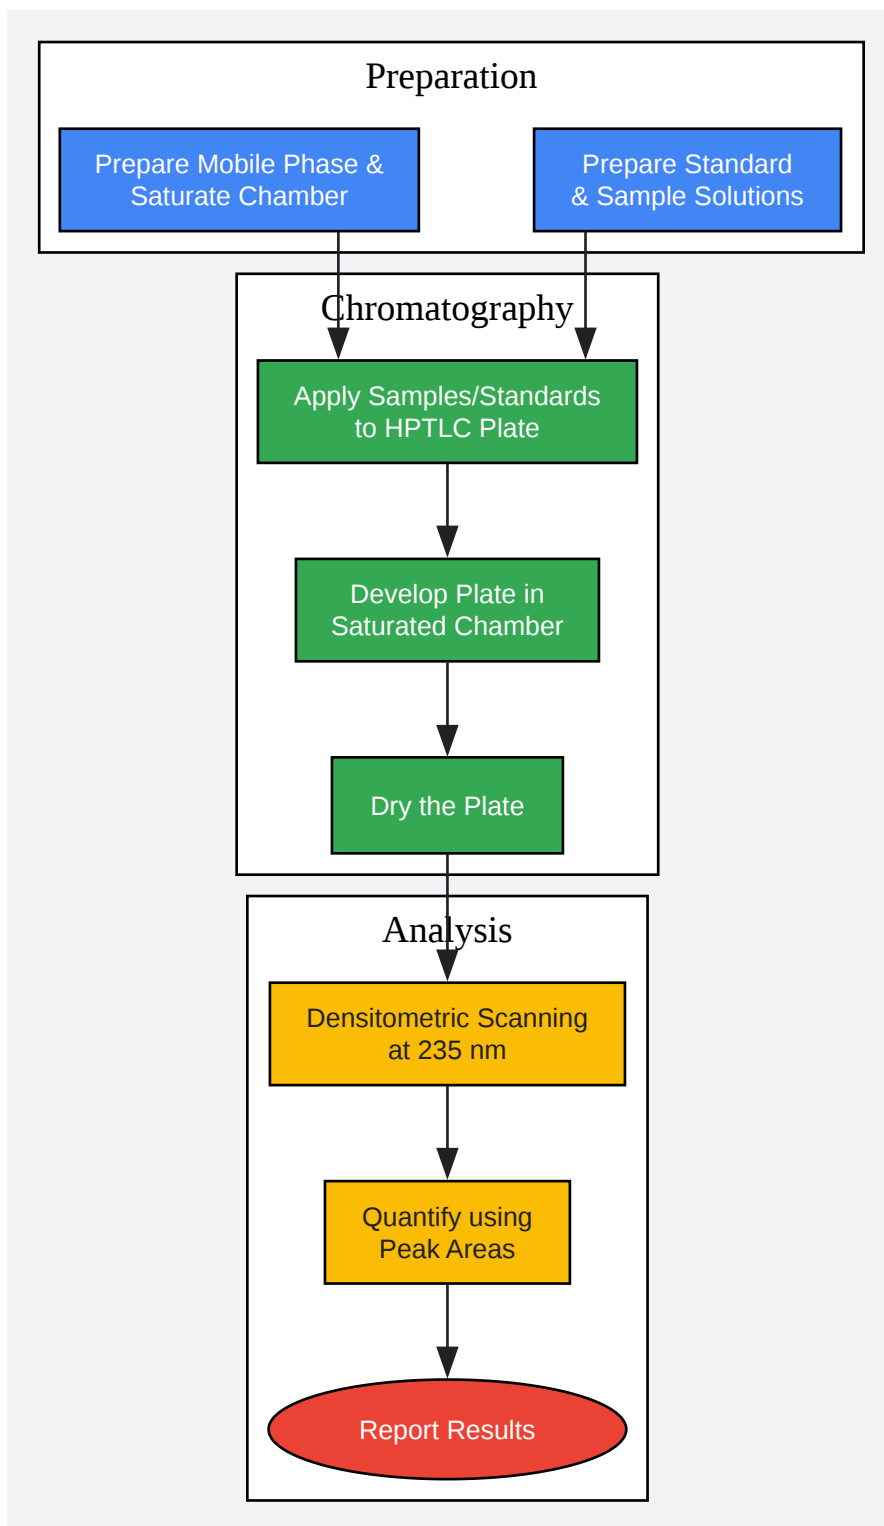 Preparation
Prepare Mobile Phase &
Saturate Chamber
Prepare Standard
& Sample Solutions
Chromatography
Apply Samples/Standards
to HPTLC Plate
Develop Plate in
Saturated Chamber
Dry the Plate
Analysis
Densitometric Scanning
at 235 nm
Quantify using
Peak Areas
Report Results